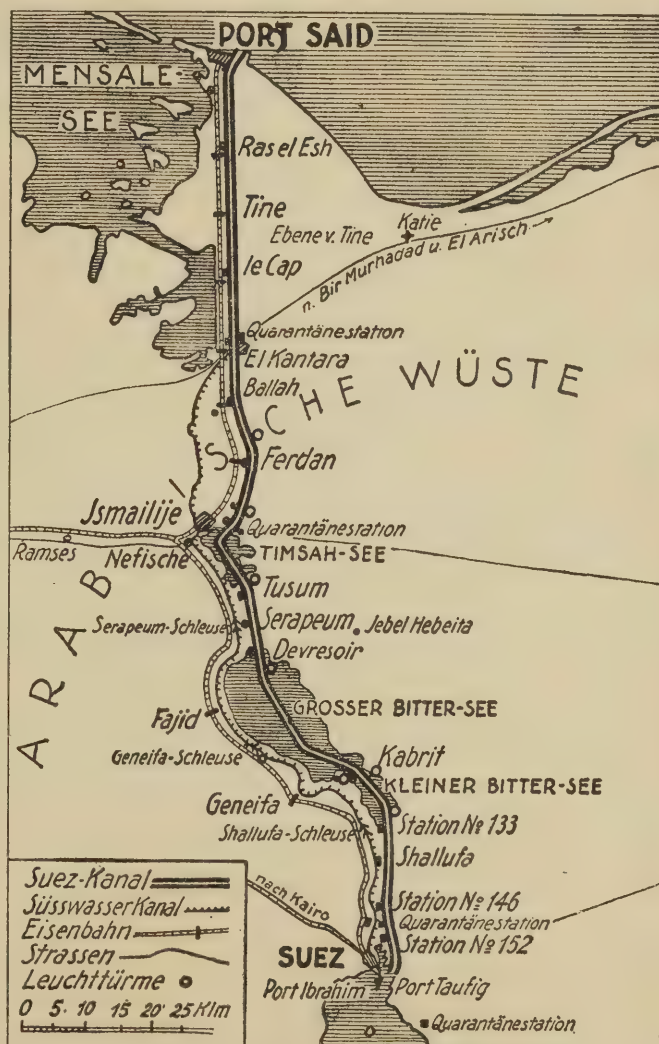 PORT SAID
MENSALE-
SEE
Ras el Esh
Tine
Katie
Ebene v. Tine
n. Bir Murhadad u. El Arisch
le Cap
Quarantänestation
El Kantara
Ballah
ARABISCHE WÜSTE
Ferdan
Jsmailije
Quarantänestation
Ramses
Nefische
TIMSAH-SEE
Tusum
Serapeum-Schleuse
Serapeum
Jebel Hebeita
Devresoir
GROSSER BITTER-SEE
Fajid
Geneifa-Schleuse
Kabrit
KLEINER BITTER-SEE
Geneifa
Shallufa-Schleuse
Station № 133
Shallufa
nach Kairo
Station № 146
Quarantänestation
Station № 152
SUEZ
Port Ibrahim
Port Taufig
Quarantänestation
Suez-Kanal
SüsswasserKanal
Eisenbahn
Strassen
Leuchttürme
0 5 10 15 20 25 Klm